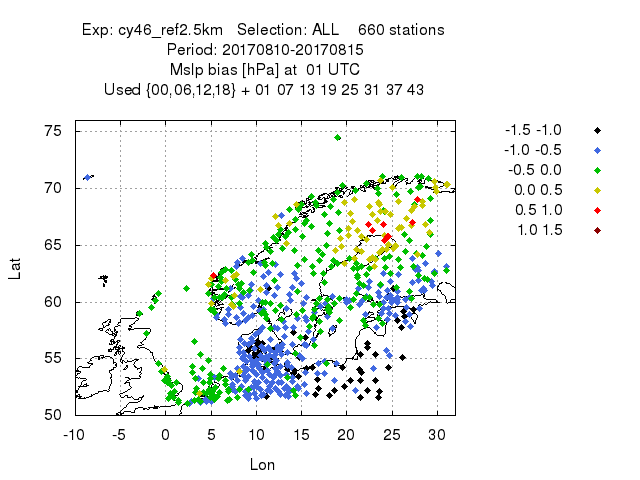 Exp: cy46_ref2.5km   Selection: ALL    660 stations
Period: 20170810-20170815
Mslp bias [hPa] at  01 UTC
Used {00,06,12,18} + 01 07 13 19 25 31 37 43
-1.5 -1.0
-1.0 -0.5
-0.5 0.0
0.0 0.5
0.5 1.0
1.0 1.5
75
70
65
60
55
50
Lat
-10 -5 0 5 10 15 20 25 30
Lon